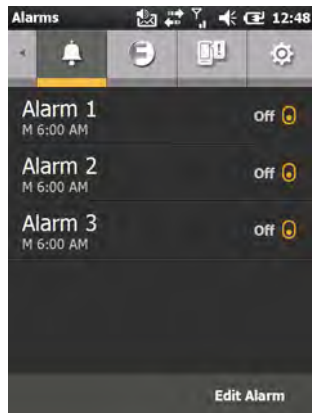 Alarms 12:48
Alarm 1
M 6:00 AM
Off
Alarm 2
M 6:00 AM
Off
Alarm 3
M 6:00 AM
Off
Edit Alarm